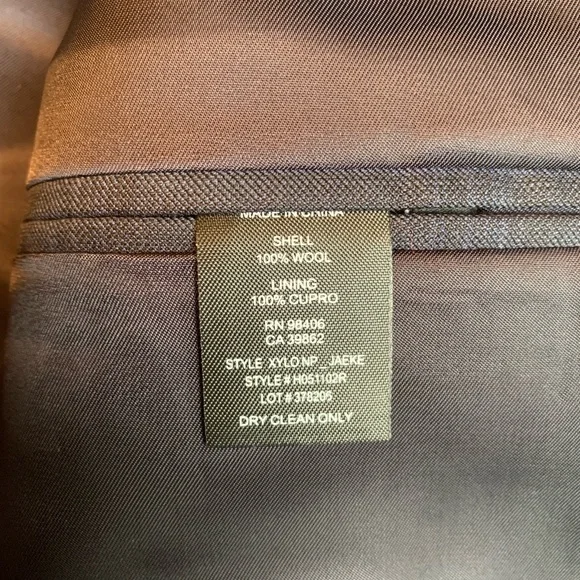 MADE IN CHINA
SHELL
100% WOOL
LINING
100% CUPRO
RN 98406
CA 39862
STYLE XYLO NP _ JAEKE
STYLE # H051102R
LOT # 378205
DRY CLEAN ONLY